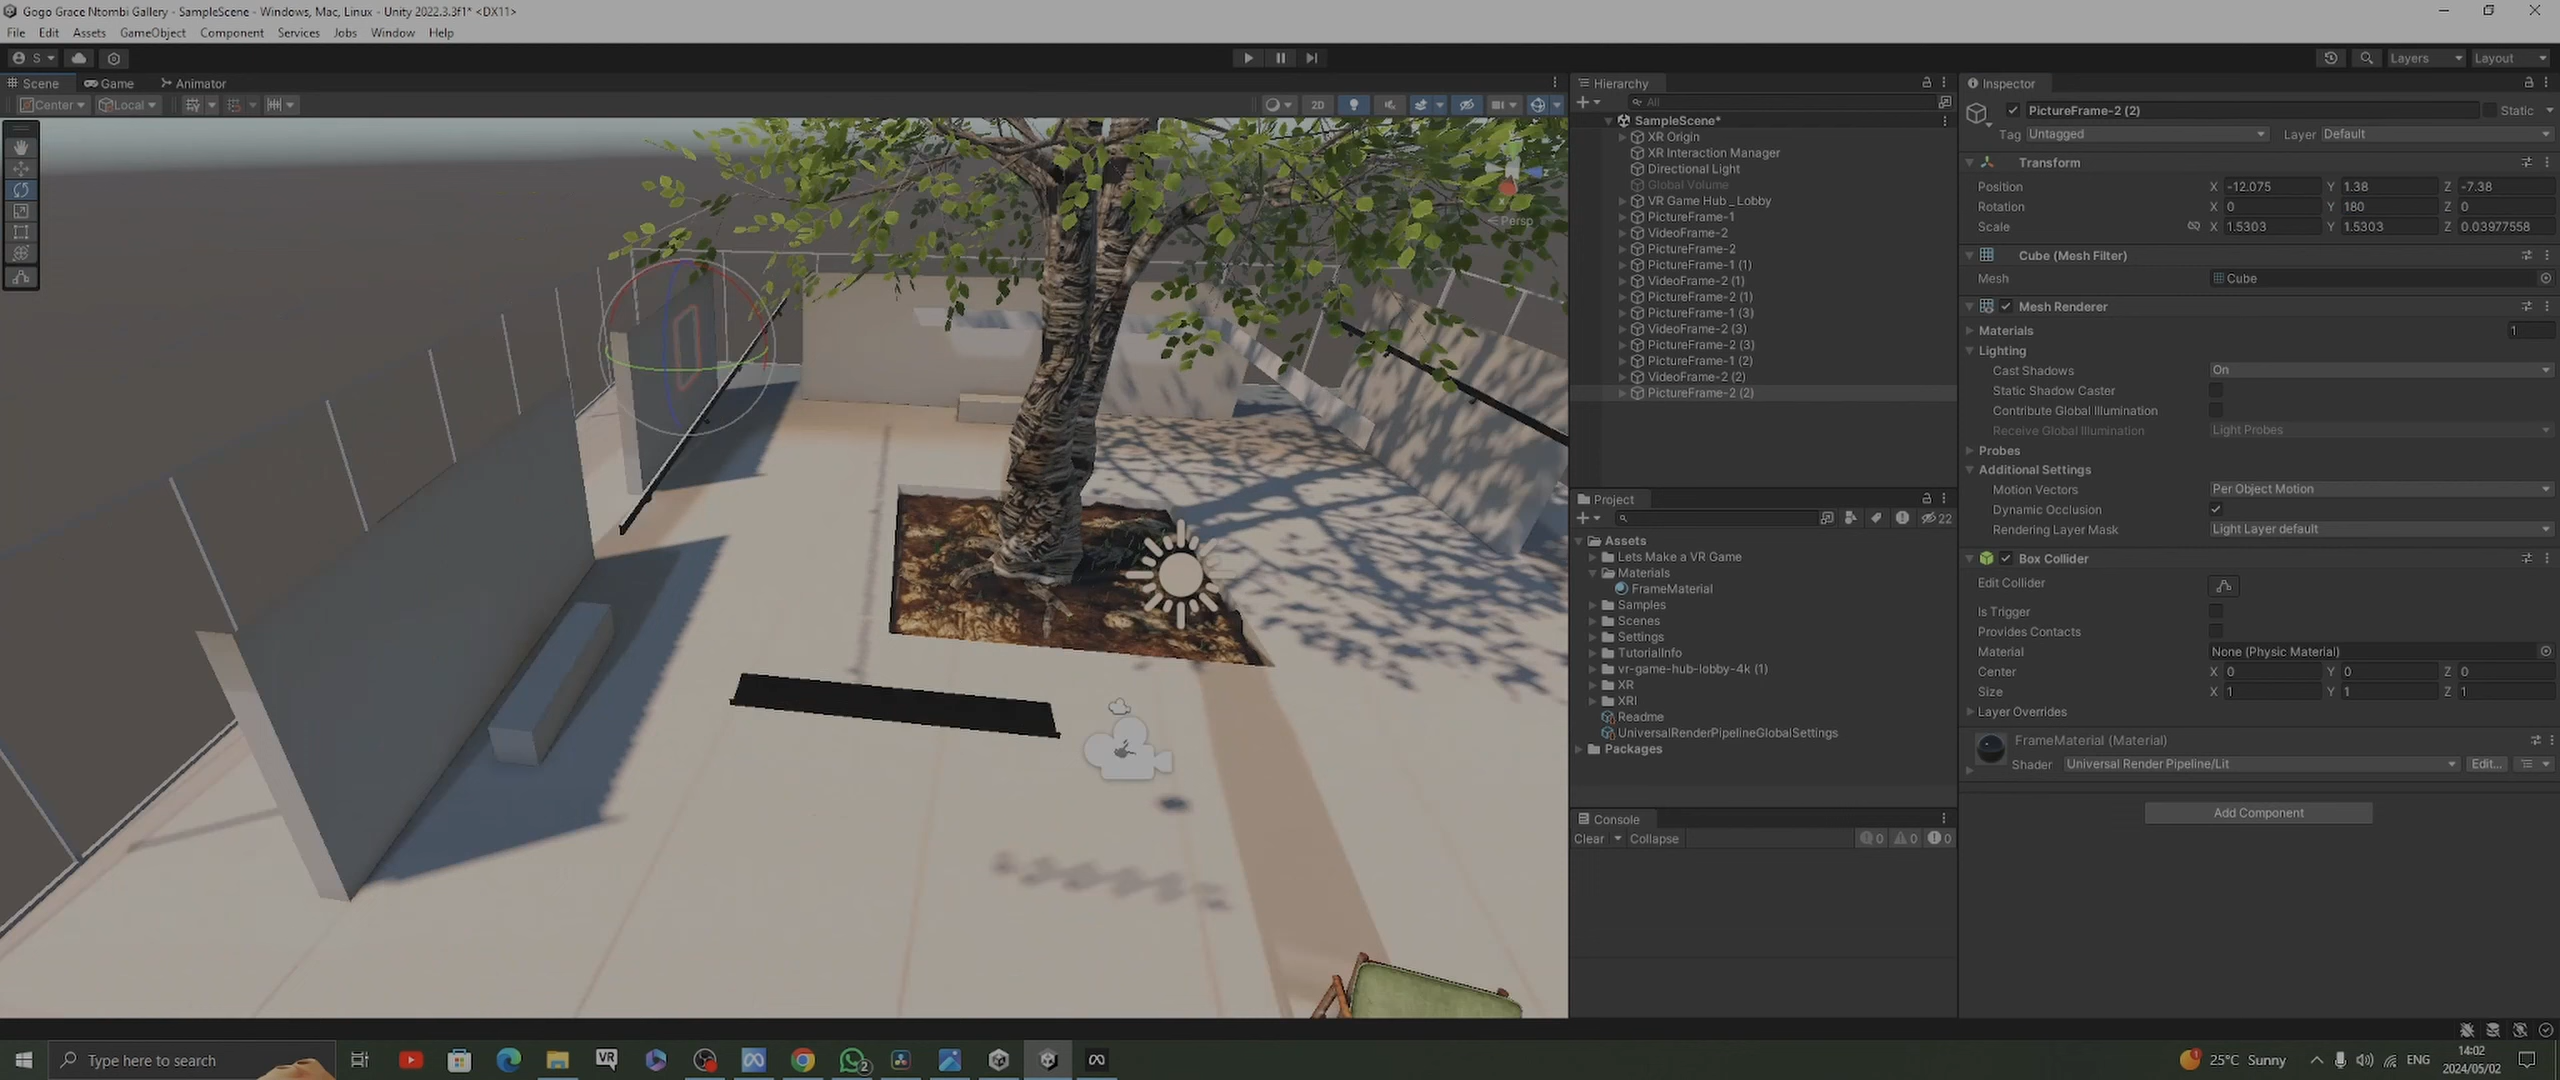 Gogo Grace Ntombi Gallery - SampleScene - Windows, Mac, Linux - Unity 2022.3.3f1* <DX11>
File Edit Assets GameObject Component Services Jobs Window Help
S
Layers Layout
Scene Game Animator
Center Local
2D
Persp
Hierarchy
All
SampleScene*
XR Origin
XR Interaction Manager
Directional Light
Global Volume
VR Game Hub _ Lobby
PictureFrame-1
VideoFrame-2
PictureFrame-2
PictureFrame-1 (1)
VideoFrame-2 (1)
PictureFrame-2 (1)
PictureFrame-1 (3)
VideoFrame-2 (3)
PictureFrame-2 (3)
PictureFrame-1 (2)
VideoFrame-2 (2)
PictureFrame-2 (2)
Project
22
Assets
Lets Make a VR Game
Materials
FrameMaterial
Samples
Scenes
Settings
TutorialInfo
vr-game-hub-lobby-4k (1)
XR
XRI
Readme
UniversalRenderPipelineGlobalSettings
Packages
Console
Clear Collapse 0 0 0
Inspector
PictureFrame-2 (2) Static
Tag Untagged Layer Default
Transform
Position X -12.075 Y 1.38 Z -7.38
Rotation X 0 Y 180 Z 0
Scale X 1.5303 Y 1.5303 Z 0.03977558
Cube (Mesh Filter)
Mesh Cube
Mesh Renderer
Materials 1
Lighting
Cast Shadows On
Static Shadow Caster
Contribute Global Illumination
Receive Global Illumination Light Probes
Probes
Additional Settings
Motion Vectors Per Object Motion
Dynamic Occlusion
Rendering Layer Mask Light Layer default
Box Collider
Edit Collider
Is Trigger
Provides Contacts
Material None (Physic Material)
Center X 0 Y 0 Z 0
Size X 1 Y 1 Z 1
Layer Overrides
FrameMaterial (Material)
Shader Universal Render Pipeline/Lit Edit...
Add Component
Type here to search
VR
2
25°C Sunny
ENG
14:02
2024/05/02